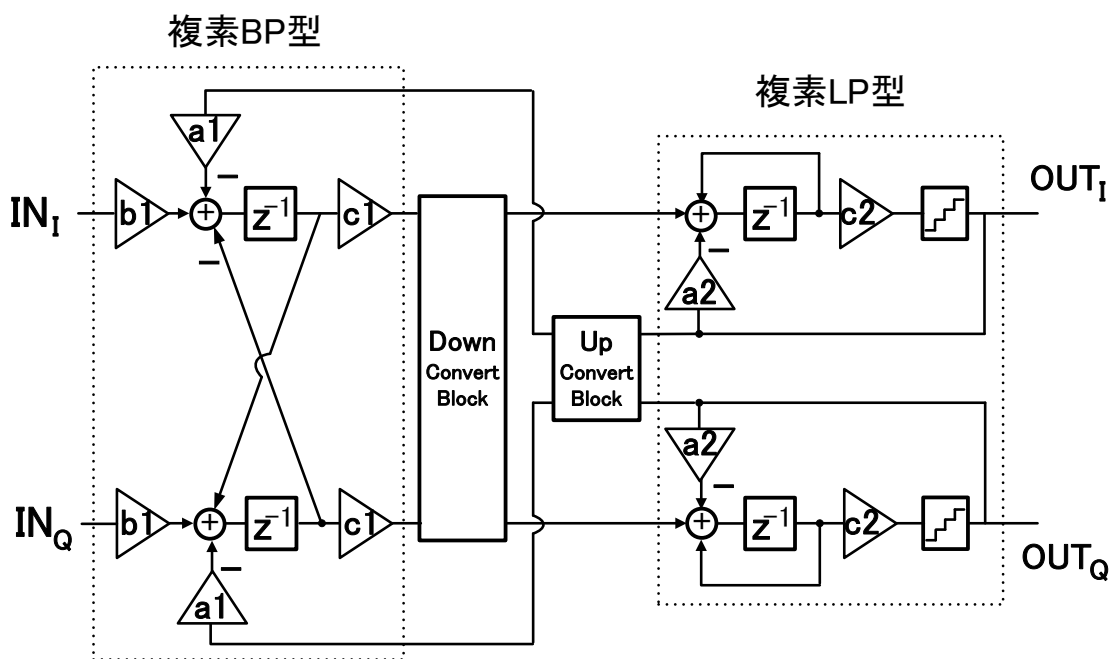 複素BP型
複素LP型
a1
IN_I
b1
+
−
−
z⁻¹
c1
+
−
z⁻¹
c2
OUT_I
a2
Down
Convert
Block
Up
Convert
Block
a2
IN_Q
b1
+
−
z⁻¹
c1
−
+
z⁻¹
c2
OUT_Q
a1